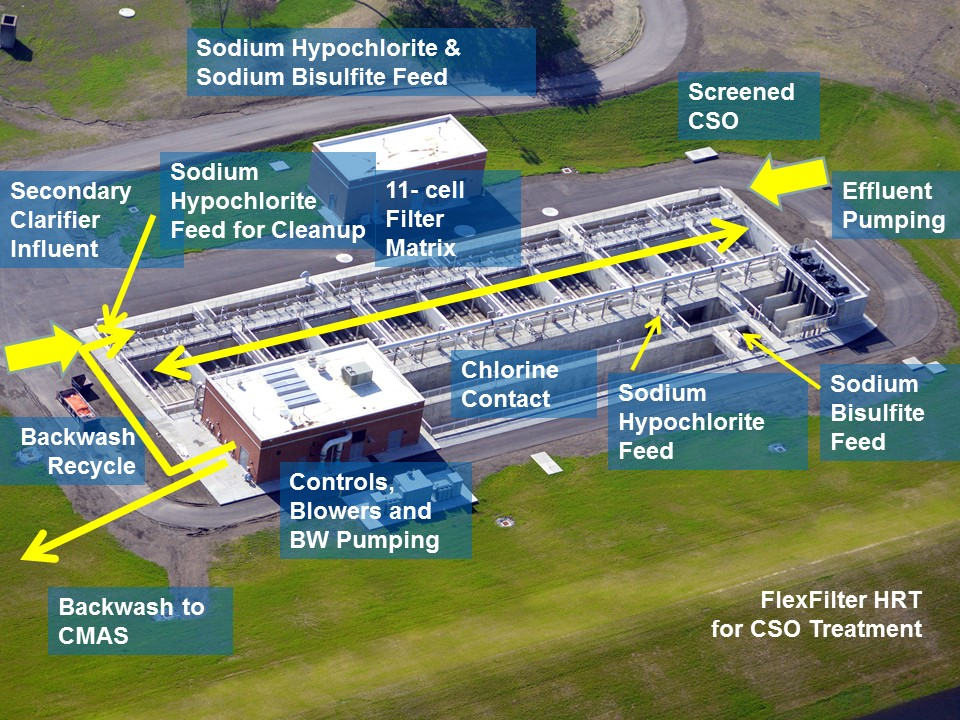 Sodium Hypochlorite &
Sodium Bisulfite Feed
Screened
CSO
Sodium
Hypochlorite
Feed for Cleanup
Secondary
Clarifier
Influent
11- cell
Filter
Matrix
Effluent
Pumping
Chlorine
Contact
Sodium
Hypochlorite
Feed
Sodium
Bisulfite
Feed
Backwash
Recycle
Controls,
Blowers and
BW Pumping
Backwash to
CMAS
FlexFilter HRT
for CSO Treatment